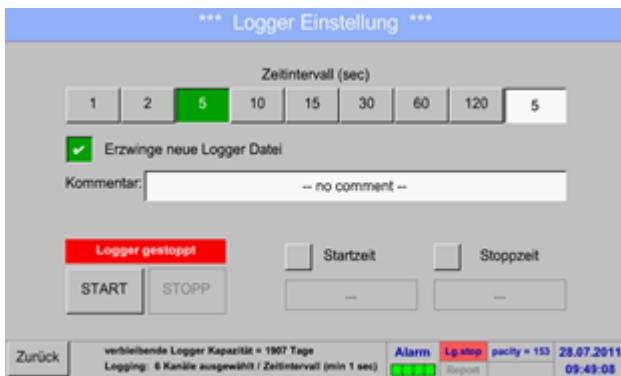 *** Logger Einstellung ***
Zeitintervall (sec)
1 2 5 10 15 30 60 120 5
Erzwinge neue Logger Datei
Kommentar: -- no comment --
Logger gestoppt
Startzeit Stoppzeit
START STOPP --- ---
Zurück
verbleibende Logger Kapazität = 1907 Tage
Logging: 6 Kanäle ausgewählt / Zeitintervall (min 1 sec)
Alarm Lg.stop pacity = 153 28.07.2011
Report 09:49:08